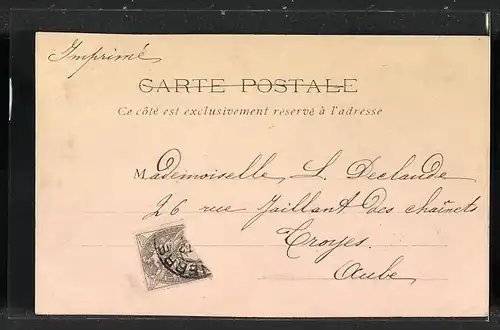 Imprimé
CARTE POSTALE
Ce côté est exclusivement réservé à l'adresse
Mademoiselle L. Declaude
26 rue Jaillant des chaînets
Troyes.
Aube